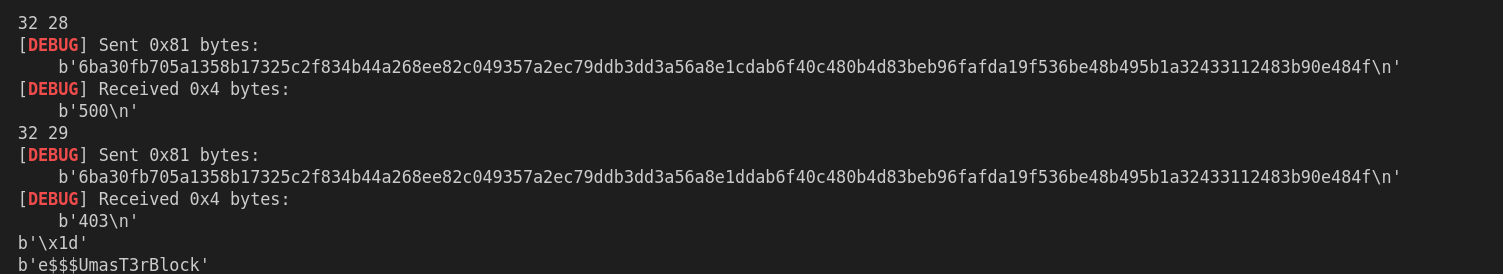 32 28
[DEBUG] Sent 0x81 bytes:
b'6ba30fb705a1358b17325c2f834b44a268ee82c049357a2ec79ddb3dd3a56a8e1cdab6f40c480b4d83beb96fafda19f536be48b495b1a32433112483b90e484f\n'
[DEBUG] Received 0x4 bytes:
b'500\n'
32 29
[DEBUG] Sent 0x81 bytes:
b'6ba30fb705a1358b17325c2f834b44a268ee82c049357a2ec79ddb3dd3a56a8e1ddab6f40c480b4d83beb96fafda19f536be48b495b1a32433112483b90e484f\n'
[DEBUG] Received 0x4 bytes:
b'403\n'
b'\x1d'
b'e$$$UmasT3rBlock'